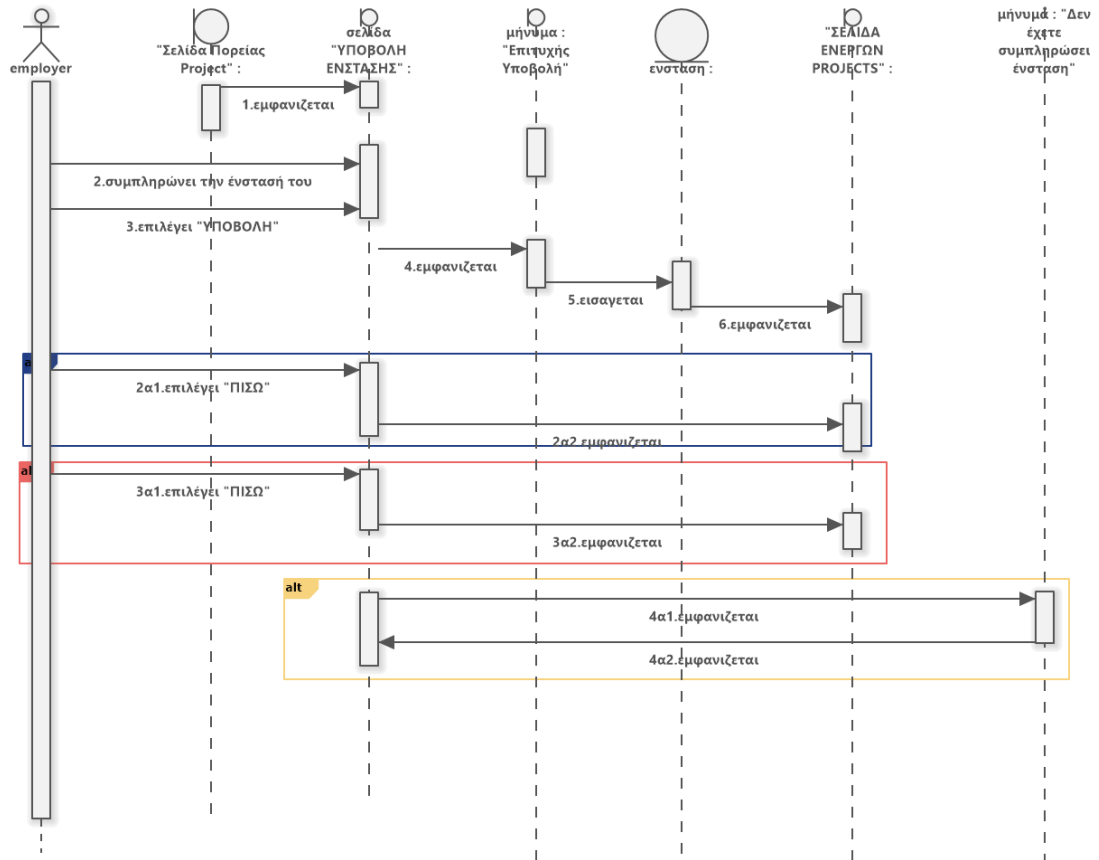 employer
"Σελίδα Πορείας
Project" :
σελίδα
"ΥΠΟΒΟΛΗ
ΕΝΣΤΑΣΗΣ" :
μήνυμα :
"Επιτυχής
Υποβολή"
ενσταση :
"ΣΕΛΙΔΑ
ΕΝΕΡΓΩΝ
PROJECTS" :
μήνυμα : "Δεν
έχετε
συμπληρώσει
ένσταση"
1.εμφανιζεται
2.συμπληρώνει την ένστασή του
3.επιλέγει "ΥΠΟΒΟΛΗ"
4.εμφανιζεται
5.εισαγεται
6.εμφανιζεται
2α1.επιλέγει "ΠΙΣΩ"
2α2.εμφανιζεται
3α1.επιλέγει "ΠΙΣΩ"
3α2.εμφανιζεται
alt
4α1.εμφανιζεται
4α2.εμφανιζεται